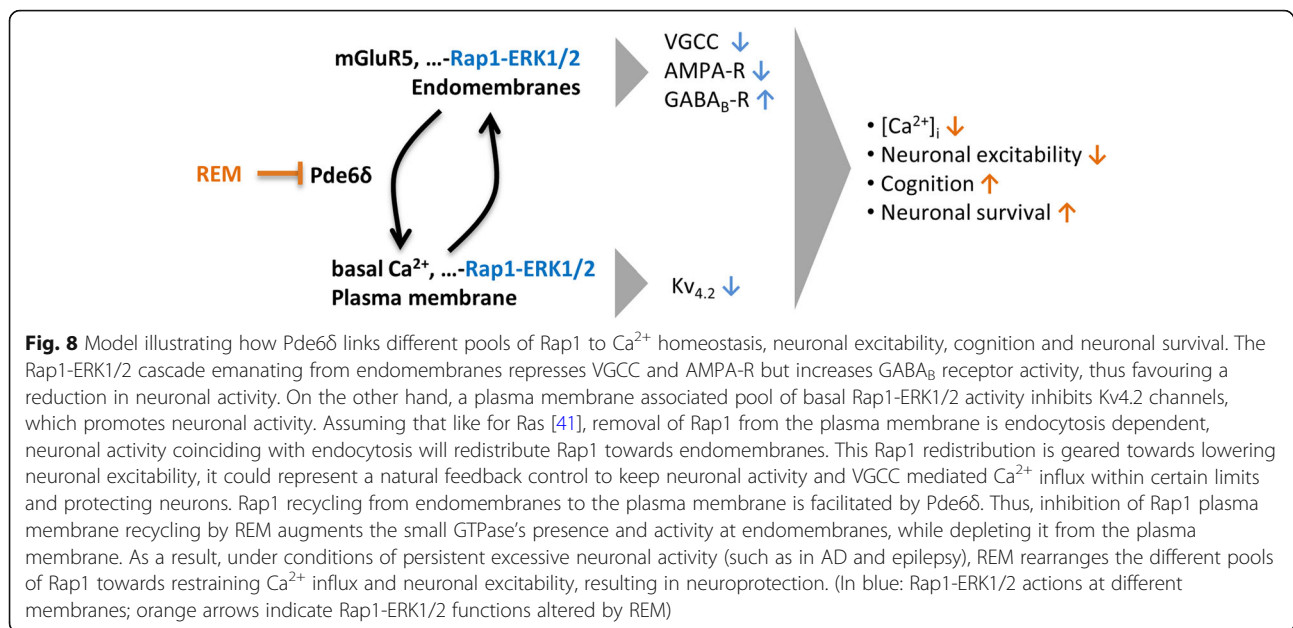 mGluR5, ...-Rap1-ERK1/2
Endomembranes
VGCC ↓
AMPA-R ↓
GABA_B-R ↑
REM
Pde6δ
basal Ca²⁺, ...-Rap1-ERK1/2
Plasma membrane
Kv₄.₂ ↓
• [Ca²⁺]ᵢ ↓
• Neuronal excitability ↓
• Cognition ↑
• Neuronal survival ↑
Fig. 8 Model illustrating how Pde6δ links different pools of Rap1 to Ca²⁺ homeostasis, neuronal excitability, cognition and neuronal survival. The
Rap1-ERK1/2 cascade emanating from endomembranes represses VGCC and AMPA-R but increases GABA_B receptor activity, thus favouring a
reduction in neuronal activity. On the other hand, a plasma membrane associated pool of basal Rap1-ERK1/2 activity inhibits Kv4.2 channels,
which promotes neuronal activity. Assuming that like for Ras [41], removal of Rap1 from the plasma membrane is endocytosis dependent,
neuronal activity coinciding with endocytosis will redistribute Rap1 towards endomembranes. This Rap1 redistribution is geared towards lowering
neuronal excitability, it could represent a natural feedback control to keep neuronal activity and VGCC mediated Ca²⁺ influx within certain limits
and protecting neurons. Rap1 recycling from endomembranes to the plasma membrane is facilitated by Pde6δ. Thus, inhibition of Rap1 plasma
membrane recycling by REM augments the small GTPase's presence and activity at endomembranes, while depleting it from the plasma
membrane. As a result, under conditions of persistent excessive neuronal activity (such as in AD and epilepsy), REM rearranges the different pools
of Rap1 towards restraining Ca²⁺ influx and neuronal excitability, resulting in neuroprotection. (In blue: Rap1-ERK1/2 actions at different
membranes; orange arrows indicate Rap1-ERK1/2 functions altered by REM)